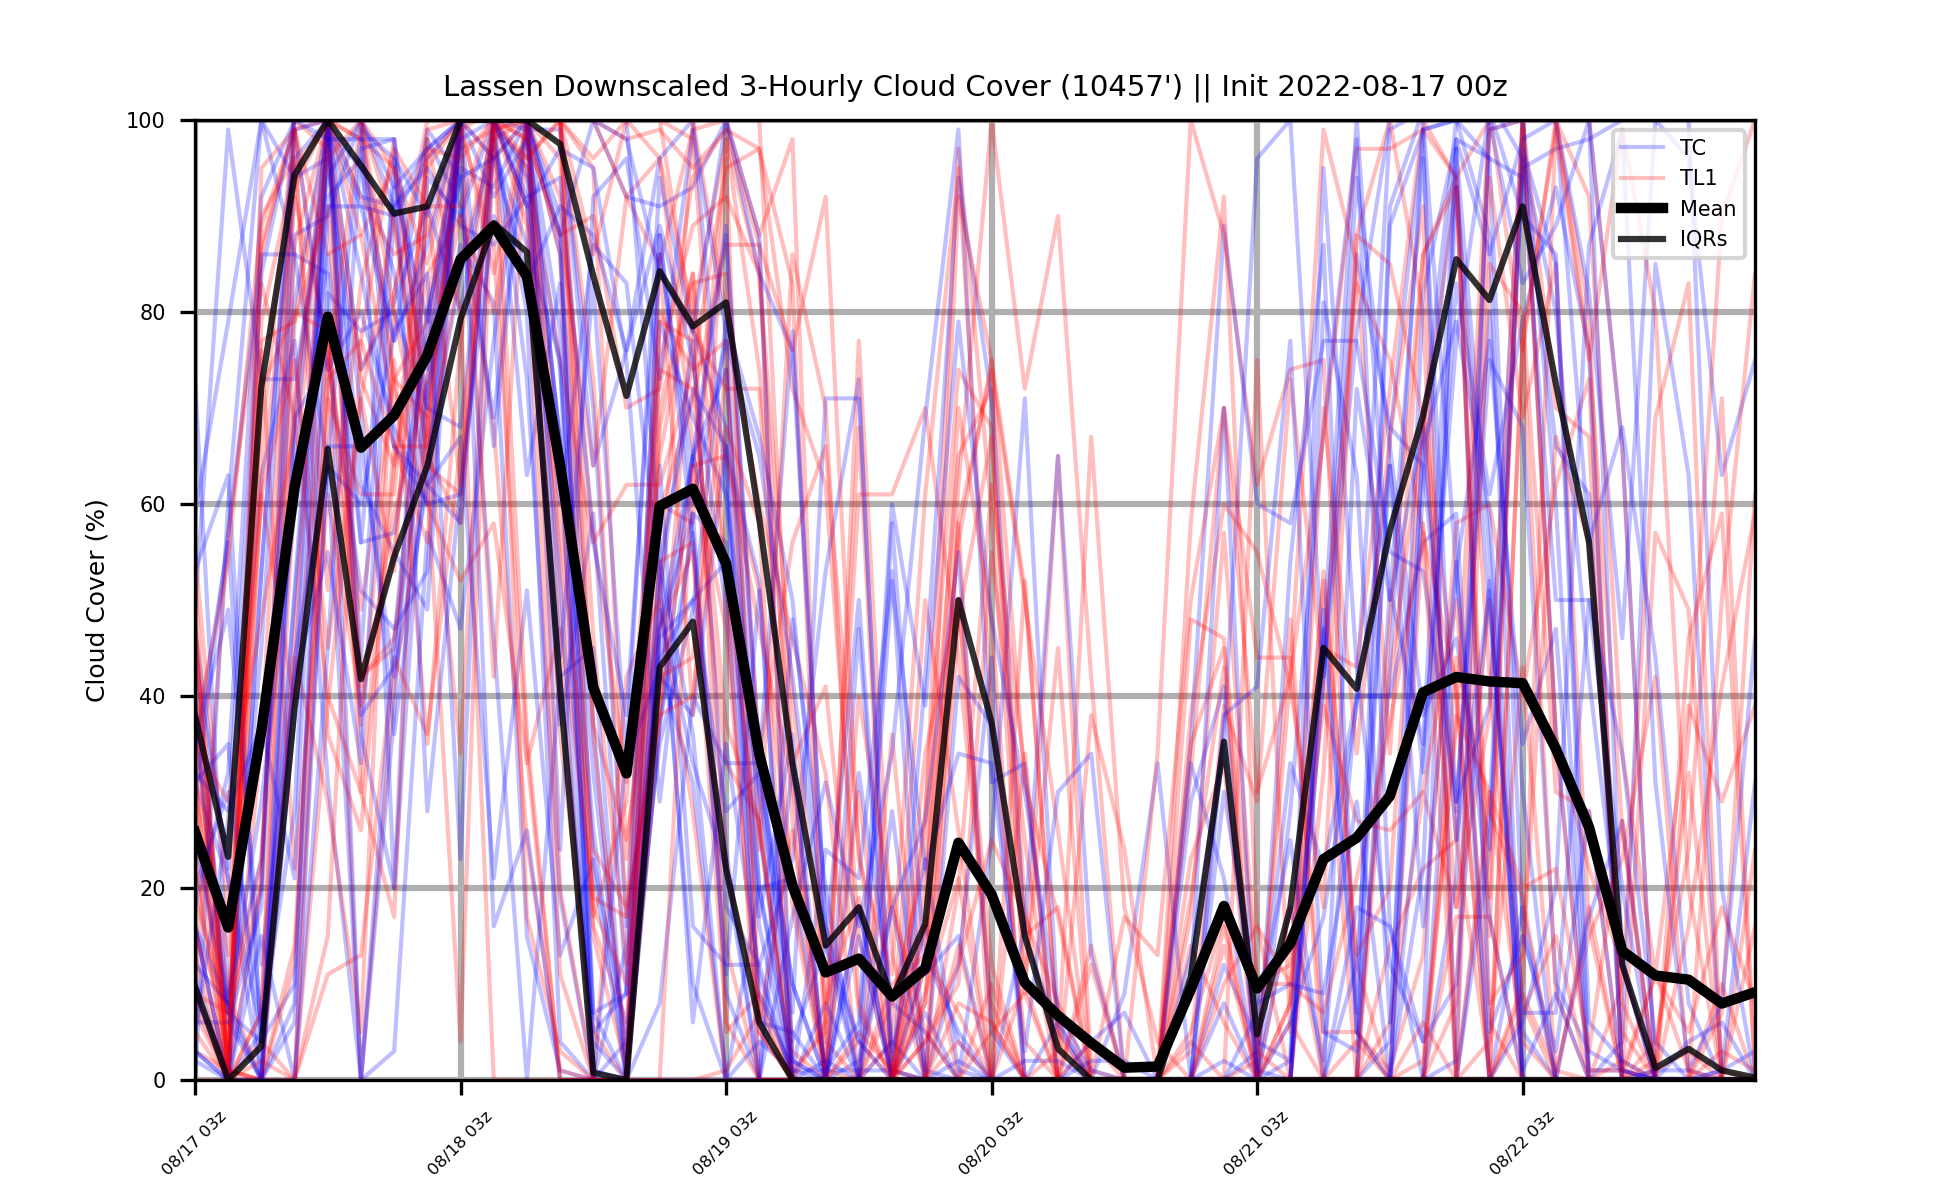 Lassen Downscaled 3-Hourly Cloud Cover (10457') || Init 2022-08-17 00z
Cloud Cover (%)
100
80
60
40
20
0
TC
TL1
Mean
IQRs
08/17 03z
08/18 03z
08/19 03z
08/20 03z
08/21 03z
08/22 03z